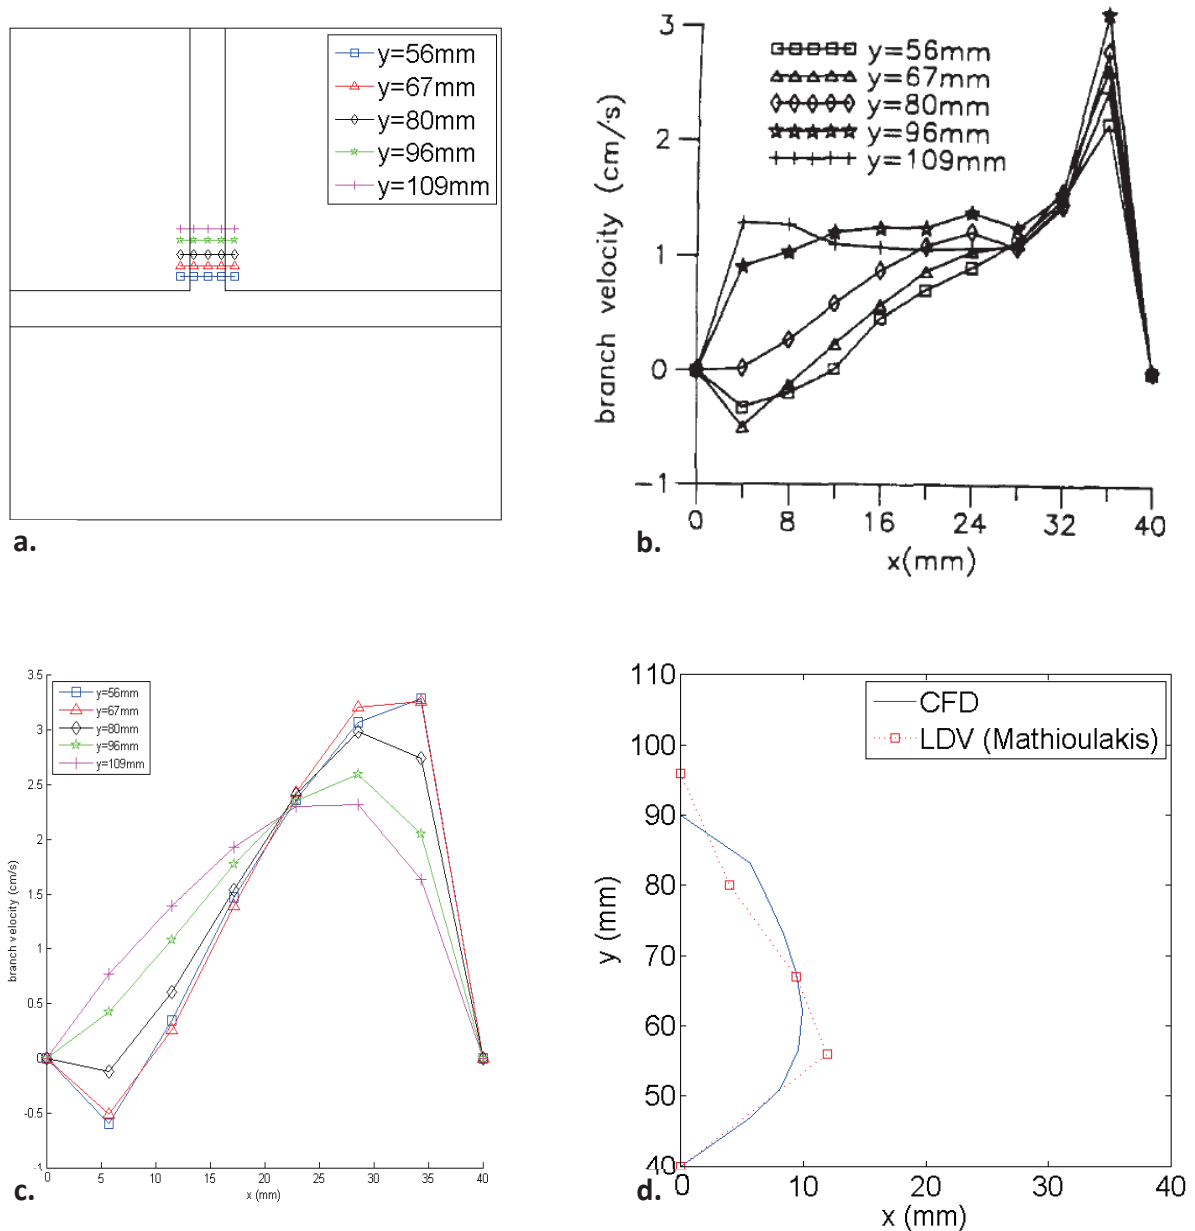 y=56mm
y=67mm
y=80mm
y=96mm
y=109mm
a.
3
2
1
0
-1
branch velocity (cm/s)
y=56mm
y=67mm
y=80mm
y=96mm
y=109mm
0 8 16 24 32 40
x(mm)
b.
3.5
3
2.5
2
1.5
1
0.5
0
-0.5
-1
branch velocity (cm/s)
y=56mm
y=67mm
y=80mm
y=96mm
y=109mm
0 5 10 15 20 25 30 35 40
x (mm)
c.
110
100
90
80
70
60
50
40
y (mm)
CFD
LDV (Mathioulakis)
0 10 20 30 40
x (mm)
d.